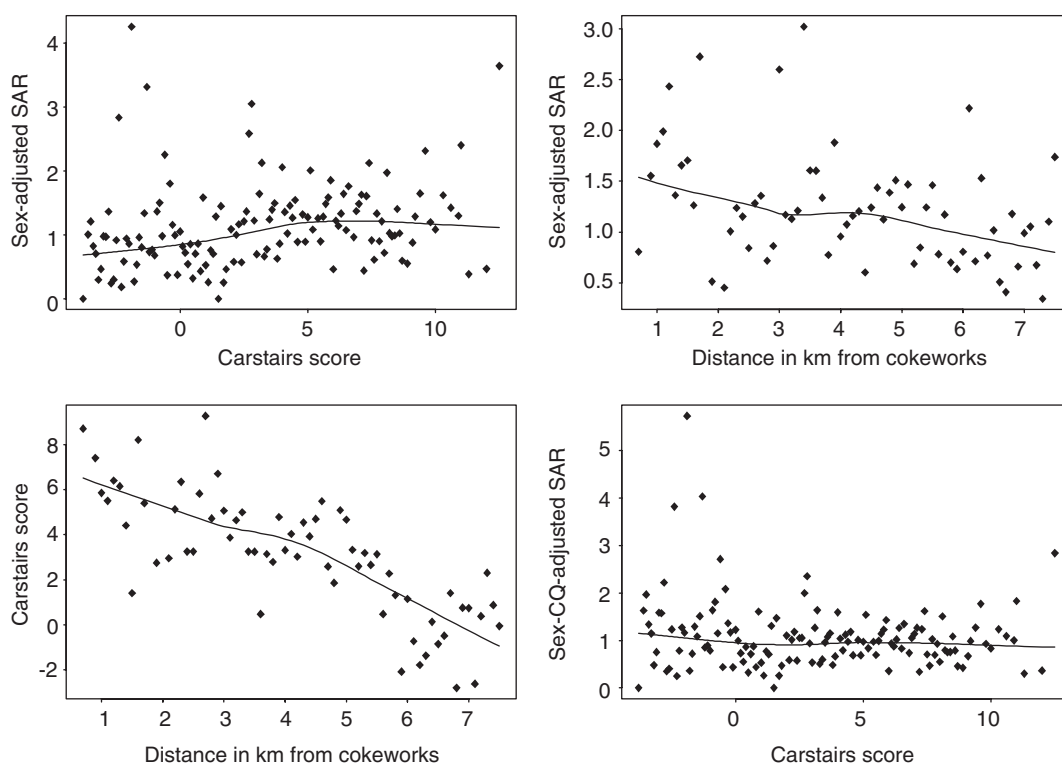 Sex-adjusted SAR
4
3
2
1
0
0 5 10
Carstairs score
Sex-adjusted SAR
3.0
2.5
2.0
1.5
1.0
0.5
1 2 3 4 5 6 7
Distance in km from cokeworks
Carstairs score
8
6
4
2
0
-2
1 2 3 4 5 6 7
Distance in km from cokeworks
Sex-CQ-adjusted SAR
5
4
3
2
1
0
0 5 10
Carstairs score